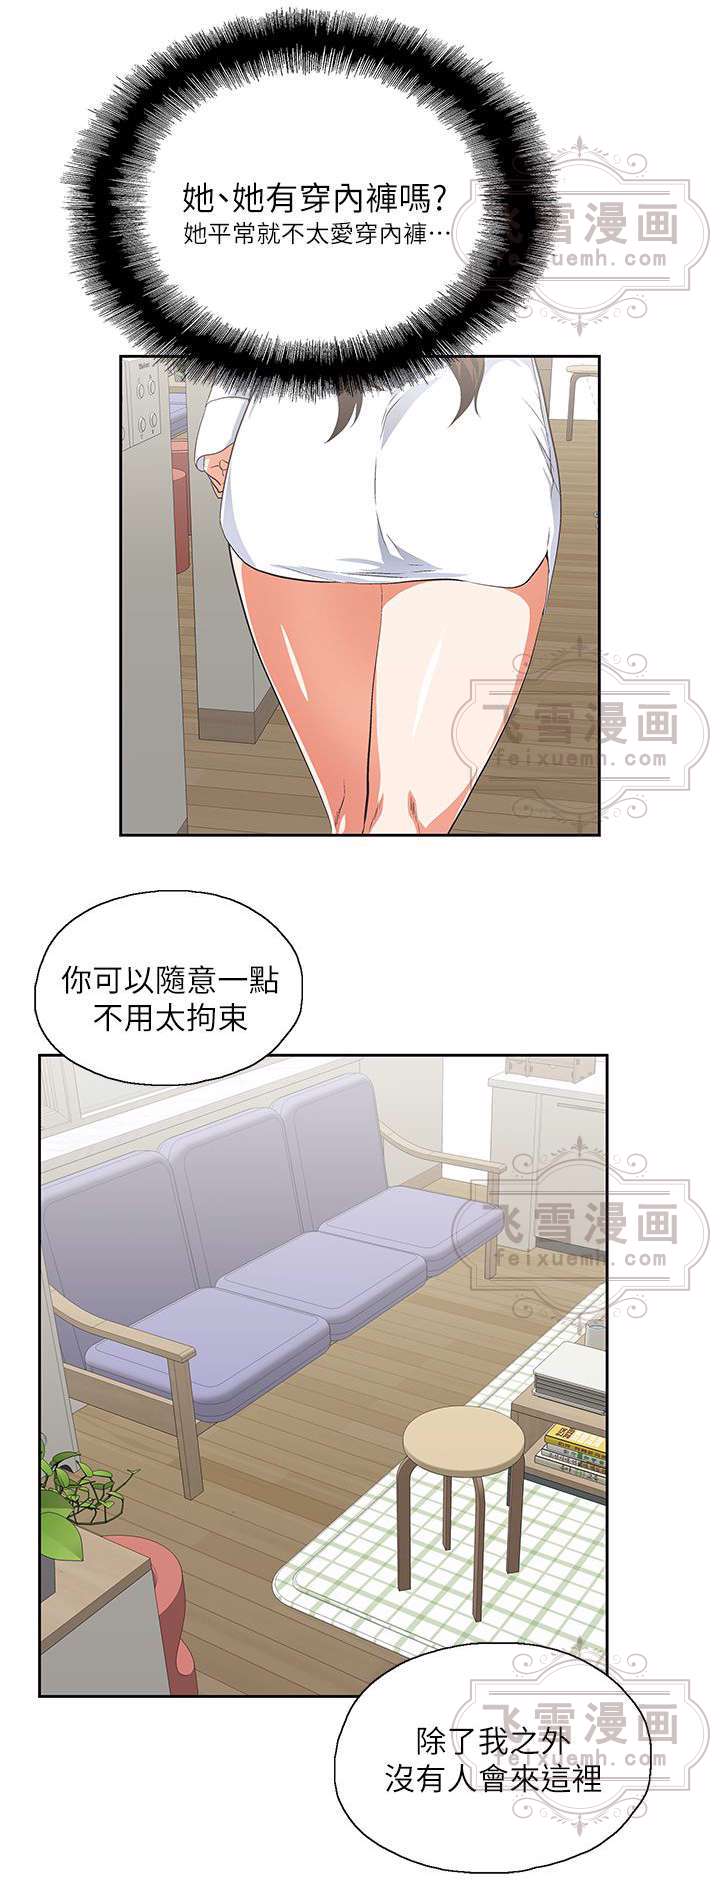 她、她有穿內褲嗎?
她平常就不太愛穿內褲⋯
飞雪漫画
feixuemh.com
飞雪漫画
feixuemh.com
你可以隨意一點
不用太拘束
飞雪漫画
feixuemh.com
飞雪漫画
feixuemh.com
除了我之外
沒有人會來這裡